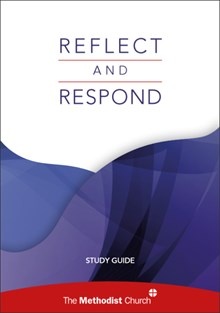 REFLECT
AND
RESPOND
STUDY GUIDE
The Methodist Church